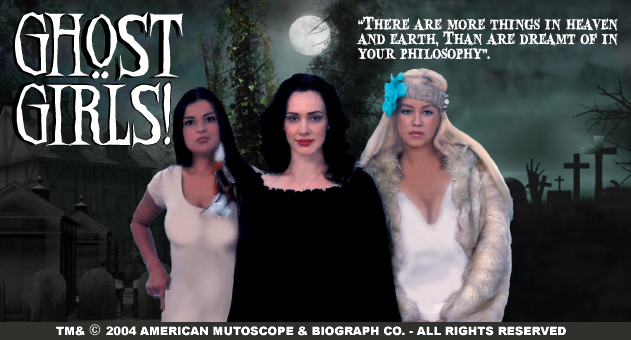 GHOST
GIRLS!
“THERE ARE MORE THINGS IN HEAVEN
AND EARTH, THAN ARE DREAMT OF IN
YOUR PHILOSOPHY”.
TM& © 2004 AMERICAN MUTOSCOPE & BIOGRAPH CO. - ALL RIGHTS RESERVED